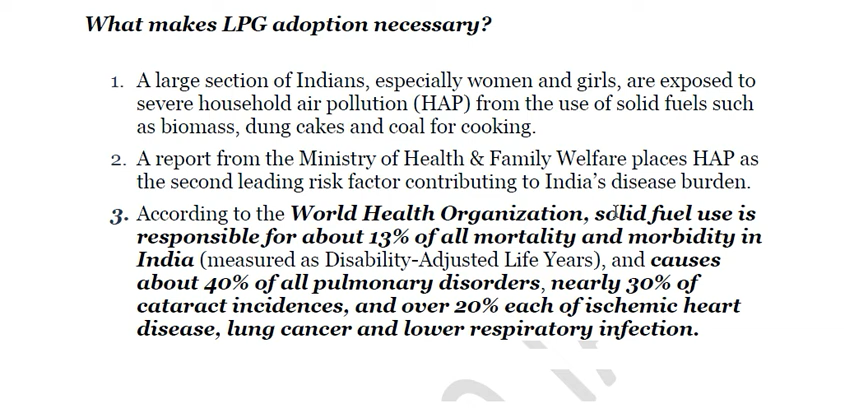 What makes LPG adoption necessary?
1. A large section of Indians, especially women and girls, are exposed to
severe household air pollution (HAP) from the use of solid fuels such
as biomass, dung cakes and coal for cooking.
2. A report from the Ministry of Health & Family Welfare places HAP as
the second leading risk factor contributing to India's disease burden.
3. According to the World Health Organization, solid fuel use is
responsible for about 13% of all mortality and morbidity in
India (measured as Disability-Adjusted Life Years), and causes
about 40% of all pulmonary disorders, nearly 30% of
cataract incidences, and over 20% each of ischemic heart
disease, lung cancer and lower respiratory infection.